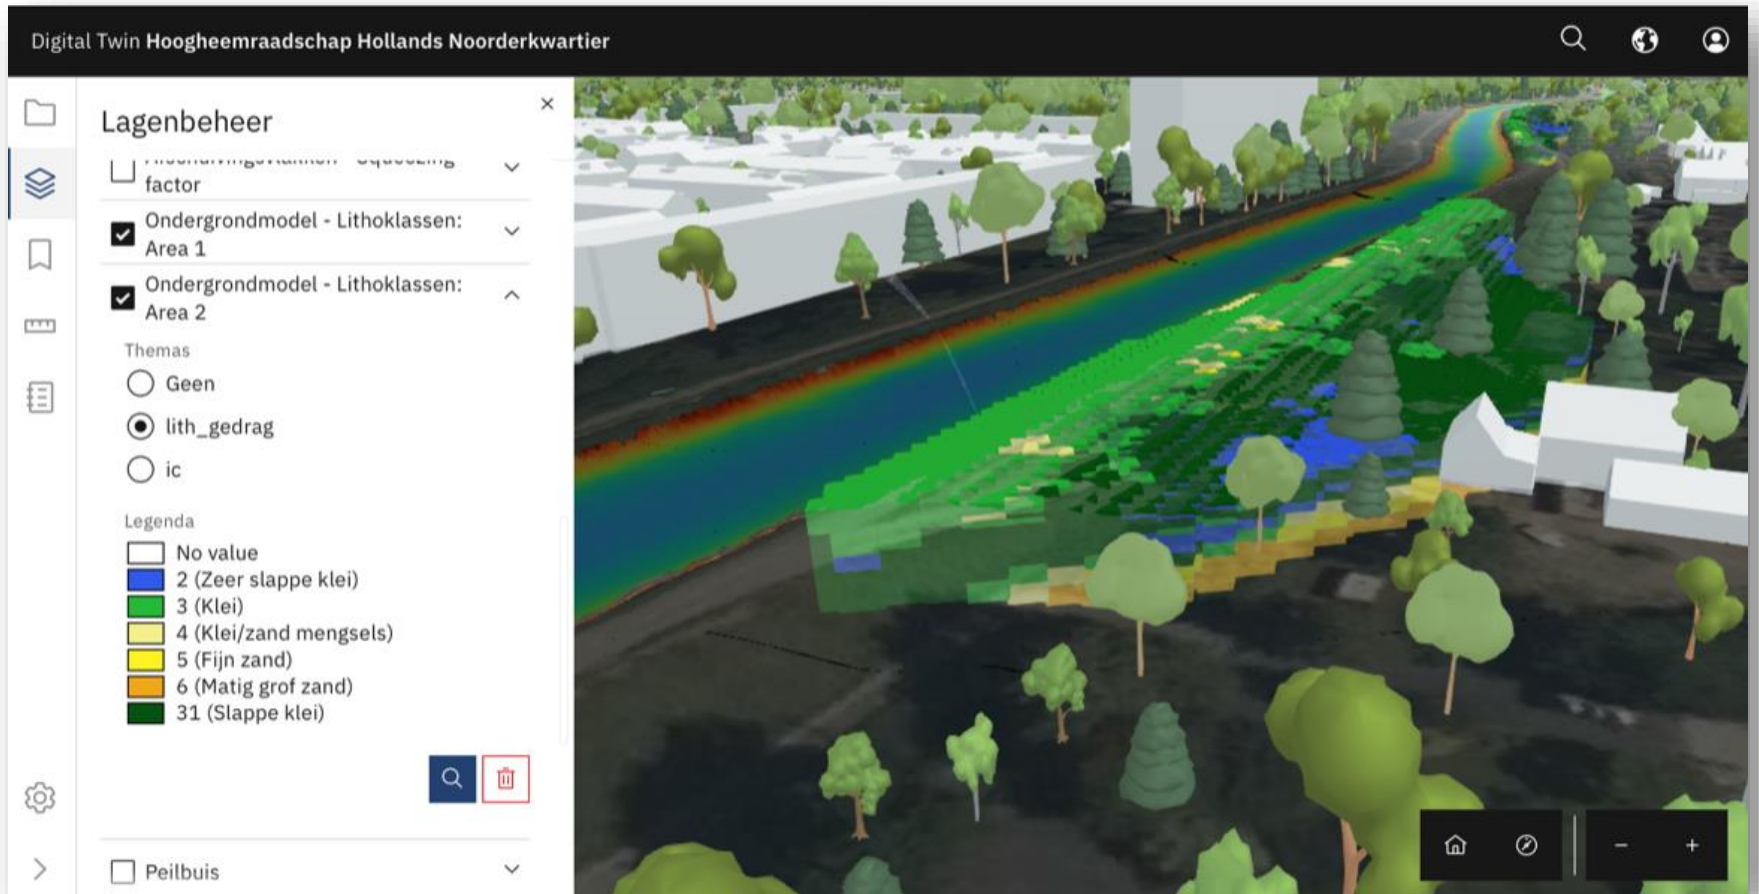 Digital Twin Hoogheemraadschap Hollands Noorderkwartier
Lagenbeheer
factor
Ondergrondmodel - Lithoklassen:
Area 1
Ondergrondmodel - Lithoklassen:
Area 2
Themas
Geen
lith_gedrag
ic
Legenda
No value
2 (Zeer slappe klei)
3 (Klei)
4 (Klei/zand mengsels)
5 (Fijn zand)
6 (Matig grof zand)
31 (Slappe klei)
Peilbuis